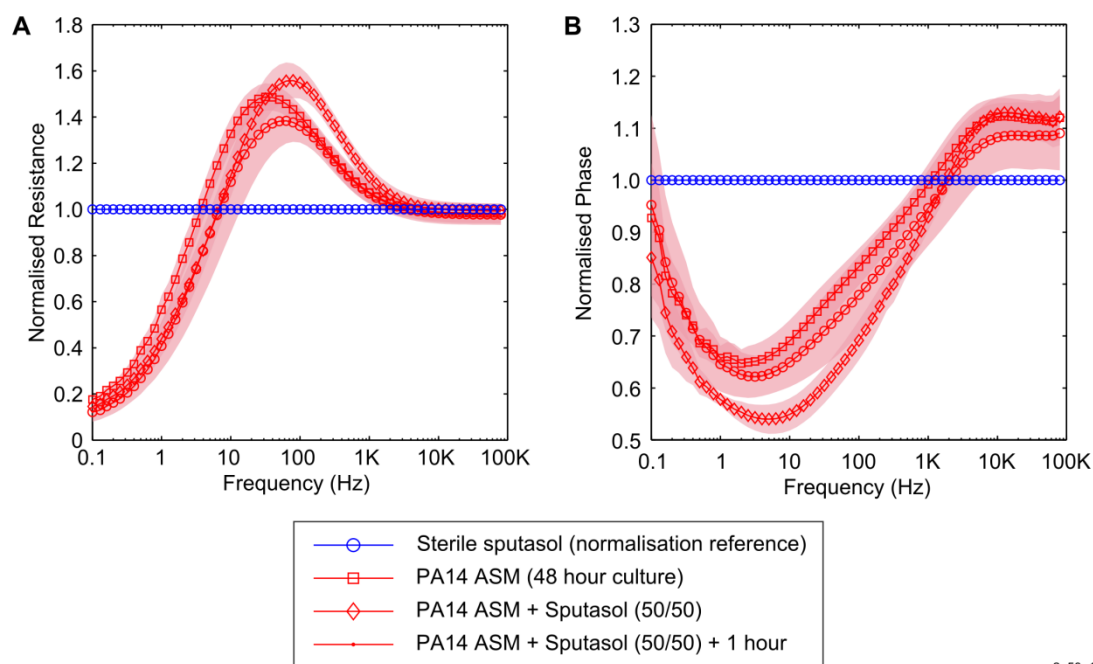 A
1.8
1.6
1.4
1.2
1.0
0.8
0.6
0.4
0.2
0
Normalised Resistance
0.1 1 10 100 1K 10K 100K
Frequency (Hz)
B
1.3
1.2
1.1
1.0
0.9
0.8
0.7
0.6
0.5
Normalised Phase
0.1 1 10 100 1K 10K 100K
Frequency (Hz)
Sterile sputasol (normalisation reference)
PA14 ASM (48 hour culture)
PA14 ASM + Sputasol (50/50)
PA14 ASM + Sputasol (50/50) + 1 hour